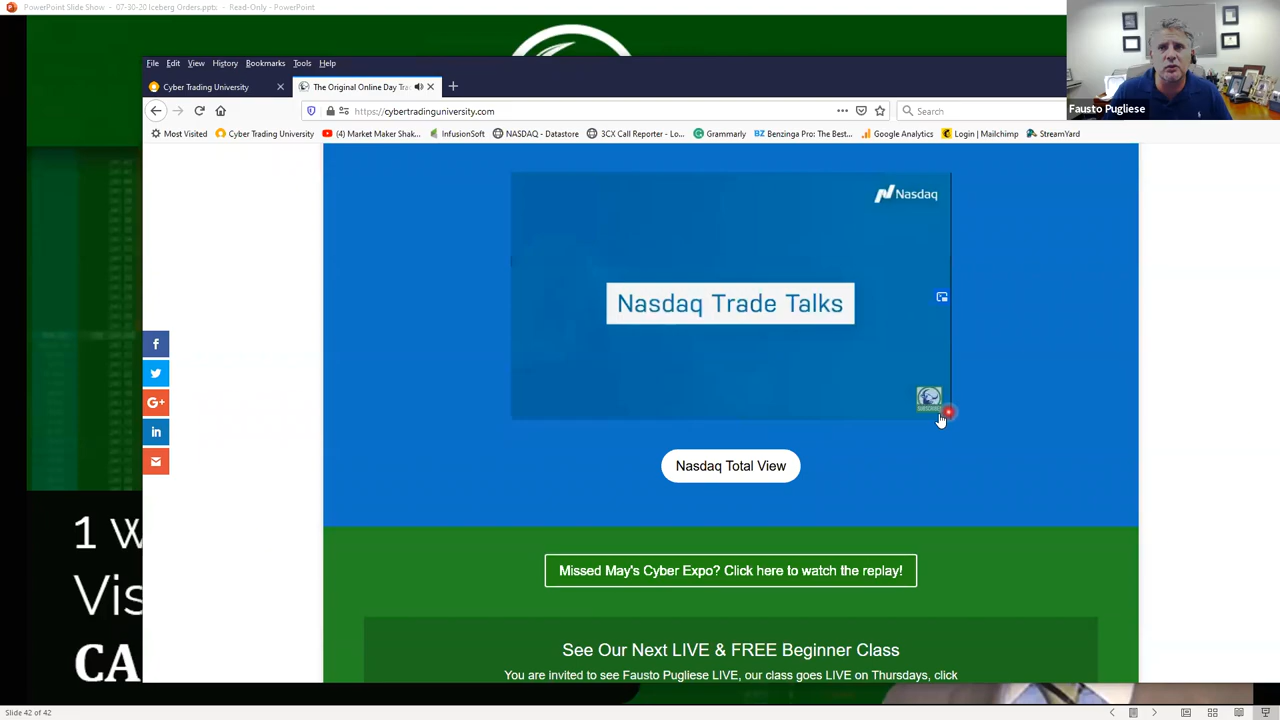 PowerPoint Slide Show - 07-30-20 Iceberg Orders.pptx - Read-Only - PowerPoint
File Edit View History Bookmarks Tools Help
Fausto Pugliese
Cyber Trading University
The Original Online Day Tra
https://cybertradinguniversity.com
Search
Most Visited
Cyber Trading University
(4) Market Maker Shak...
InfusionSoft
NASDAQ - Datastore
3CX Call Reporter - Lo...
Grammarly
BZ Benzinga Pro: The Best...
Google Analytics
Login | Mailchimp
StreamYard
Nasdaq
Nasdaq Trade Talks
SUBSCRIBE
Nasdaq Total View
1 W
Vis
CA
Missed May's Cyber Expo? Click here to watch the replay!
See Our Next LIVE & FREE Beginner Class
You are invited to see Fausto Pugliese LIVE, our class goes LIVE on Thursdays, click
Slide 42 of 42